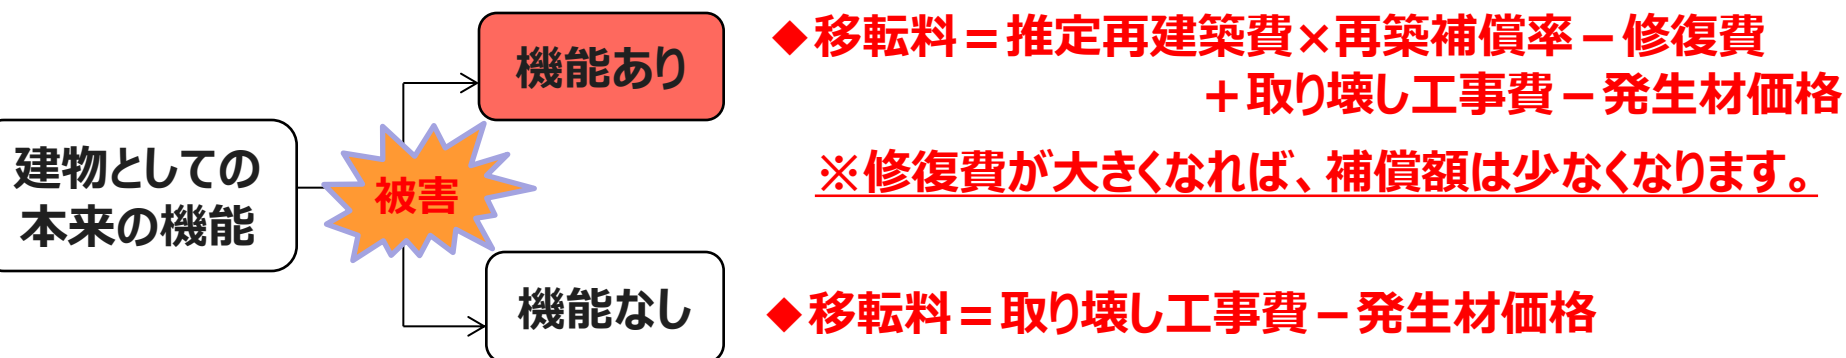 建物としての
本来の機能
被害
機能あり
◆移転料＝推定再建築費×再築補償率－修復費
＋取り壊し工事費－発生材価格
※修復費が大きくなれば、補償額は少なくなります。
機能なし
◆移転料＝取り壊し工事費－発生材価格